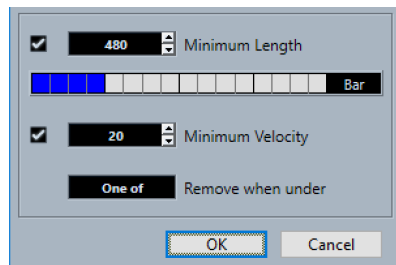 480 Minimum Length
Bar
20 Minimum Velocity
One of Remove when under
OK Cancel